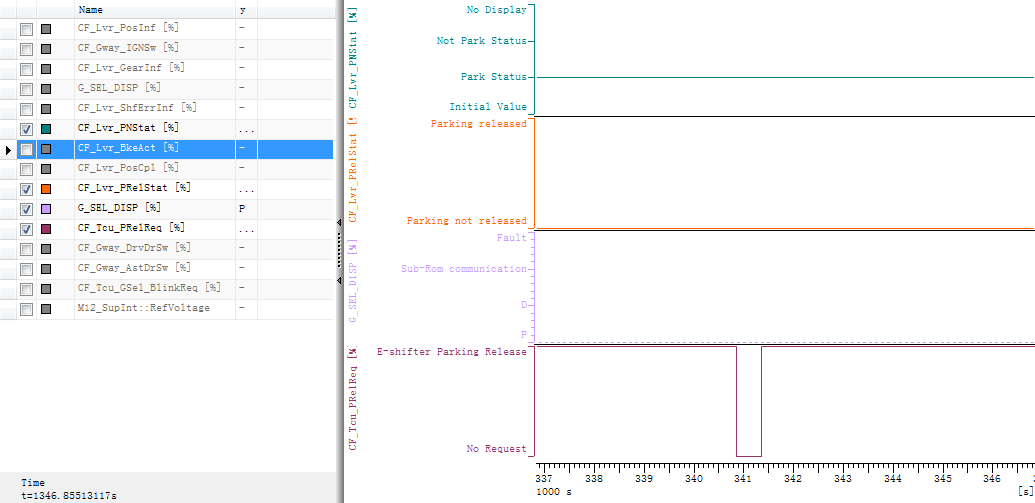 Name y
CF_Lvr_PosInf [%] -
CF_Gway_IGNSw [%] -
CF_Lvr_GearInf [%] -
G_SEL_DISP [%] -
CF_Lvr_ShfErrInf [%] -
CF_Lvr_PNStat [%] ...
CF_Lvr_BkeAct [%] -
CF_Lvr_PosCpl [%] -
CF_Lvr_PRelStat [%] ...
G_SEL_DISP [%] P
CF_Tcu_PRelReq [%] ...
CF_Gway_DrvDrSw [%] -
CF_Gway_AstDrSw [%] -
CF_Tcu_GSel_BlinkReq [%] -
M12_SupInt::RefVoltage -
Time
t=1346.85513117s
CF_Lvr_PNStat [%]
No Display
Not Park Status
Park Status
Initial Value
CF_Lvr_PRelStat [%
Parking released
Parking not released
G_SEL_DISP [%]
Fault
Sub-Rom communication
D
P
CF_Tcu_PRelReq [%
E-shifter Parking Release
No Request
337 338 339 340 341 342 343 344 345 346
1000 s [s]